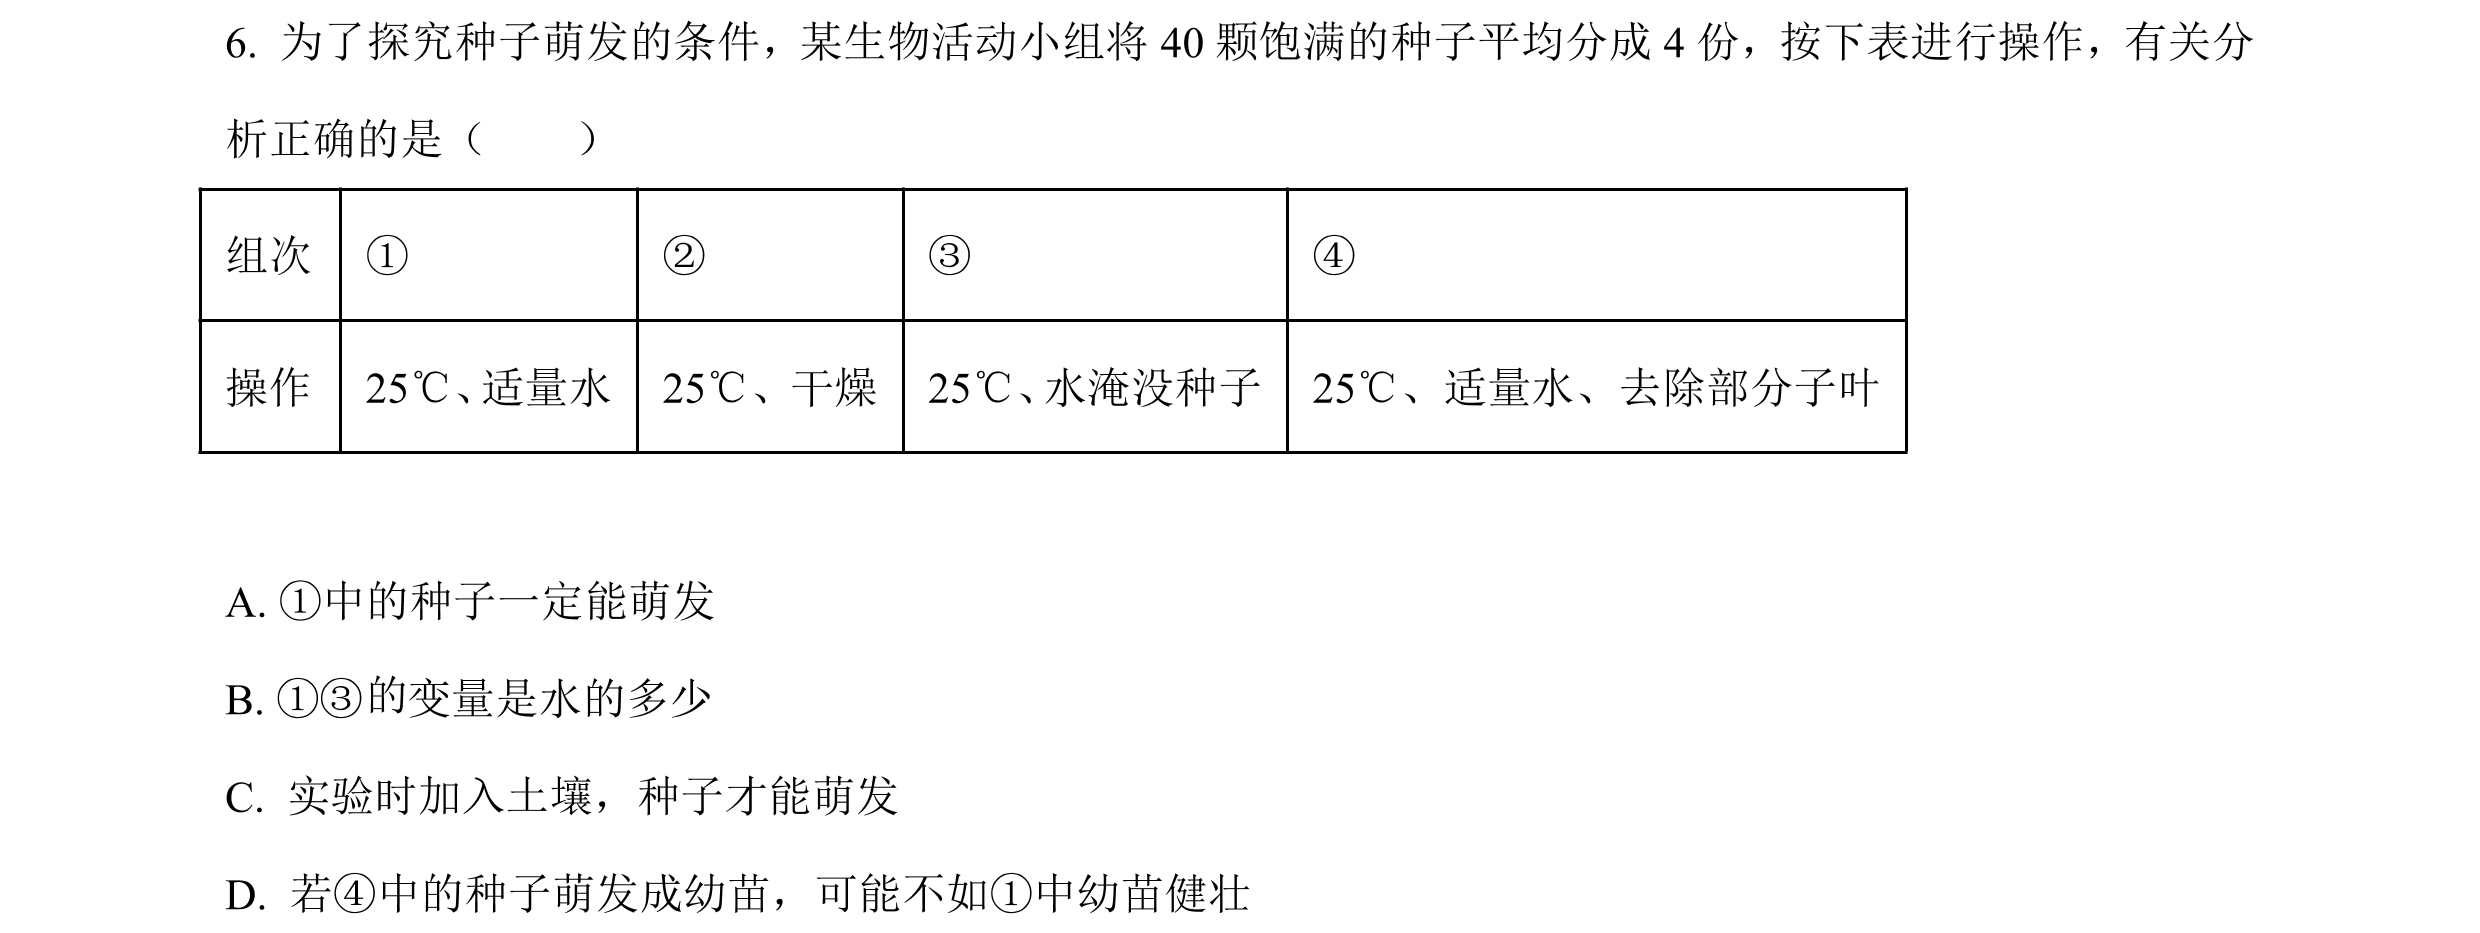 6. 为了探究种子萌发的条件，某生物活动小组将 40 颗饱满的种子平均分成 4 份，按下表进行操作，有关分
析正确的是（　　）
组次 ① ② ③ ④
操作 25℃、适量水 25℃、干燥 25℃、水淹没种子 25℃、适量水、去除部分子叶
A. ①中的种子一定能萌发
B. ①③的变量是水的多少
C. 实验时加入土壤，种子才能萌发
D. 若④中的种子萌发成幼苗，可能不如①中幼苗健壮